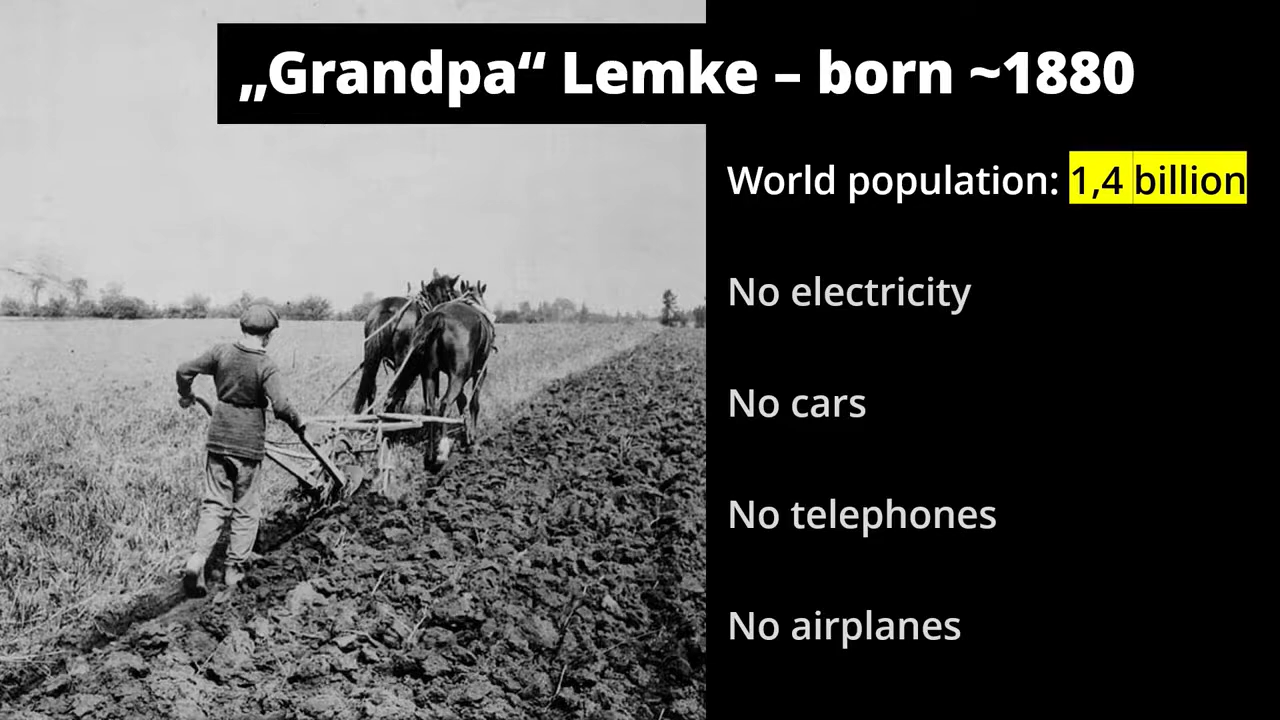 „Grandpa“ Lemke – born ~1880
World population: 1,4 billion
No electricity
No cars
No telephones
No airplanes